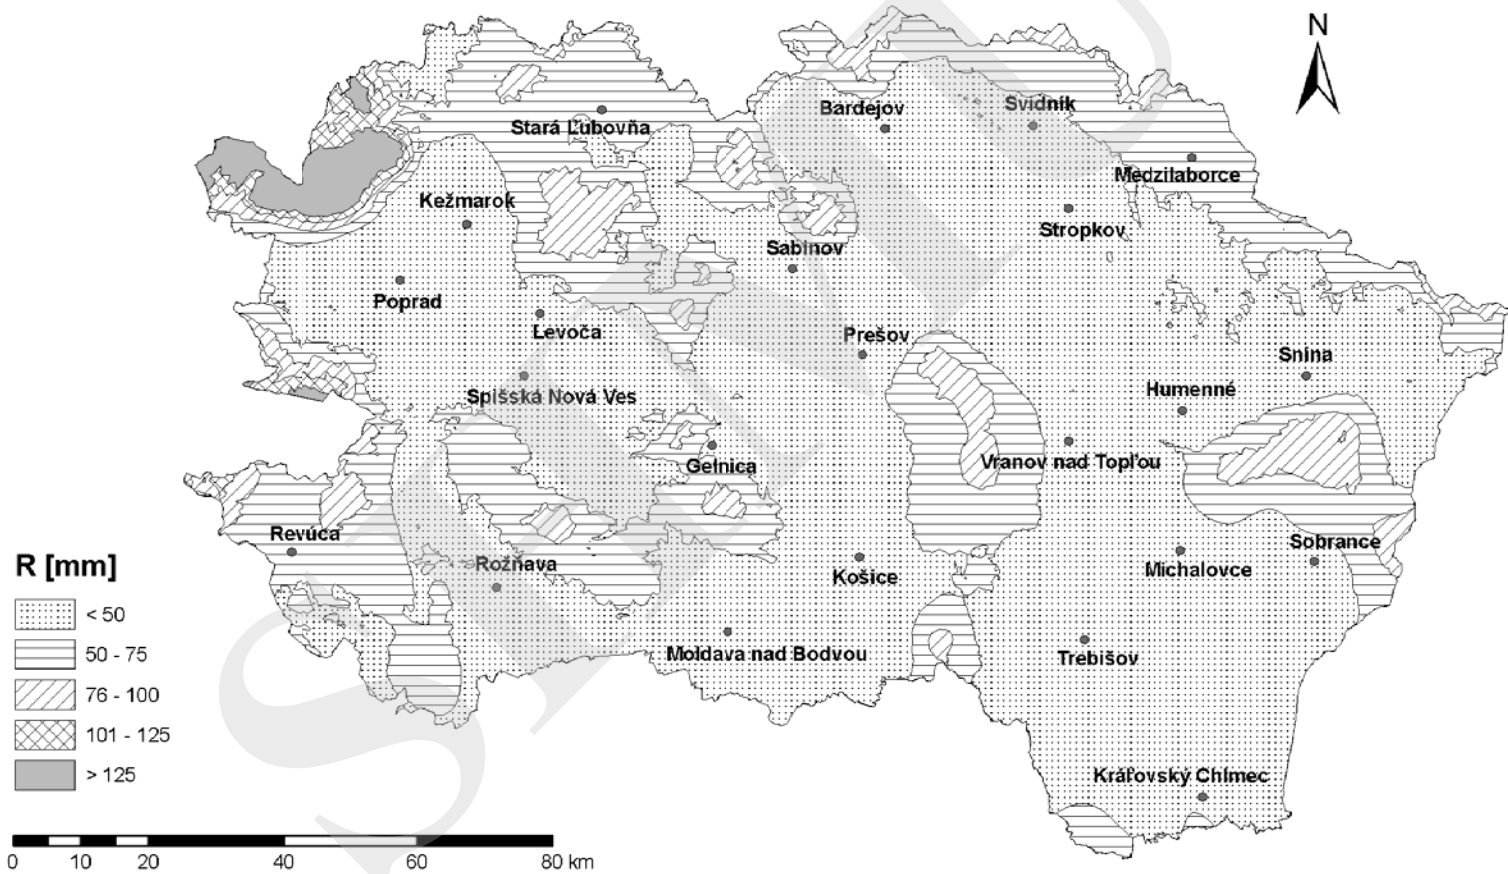 N
Bardejov
Svidník
Stará Ľubovňa
Medzilaborce
Kežmarok
Stropkov
Sabinov
Poprad
Levoča
Prešov
Snina
Humenné
Spišská Nová Ves
Gelnica
Vranov nad Topľou
Revúca
Sobrance
Rožňava
Košice
Michalovce
Moldava nad Bodvou
Trebišov
Kráľovský Chlmec
R [mm]
< 50
50 - 75
76 - 100
101 - 125
> 125
0 10 20 40 60 80 km